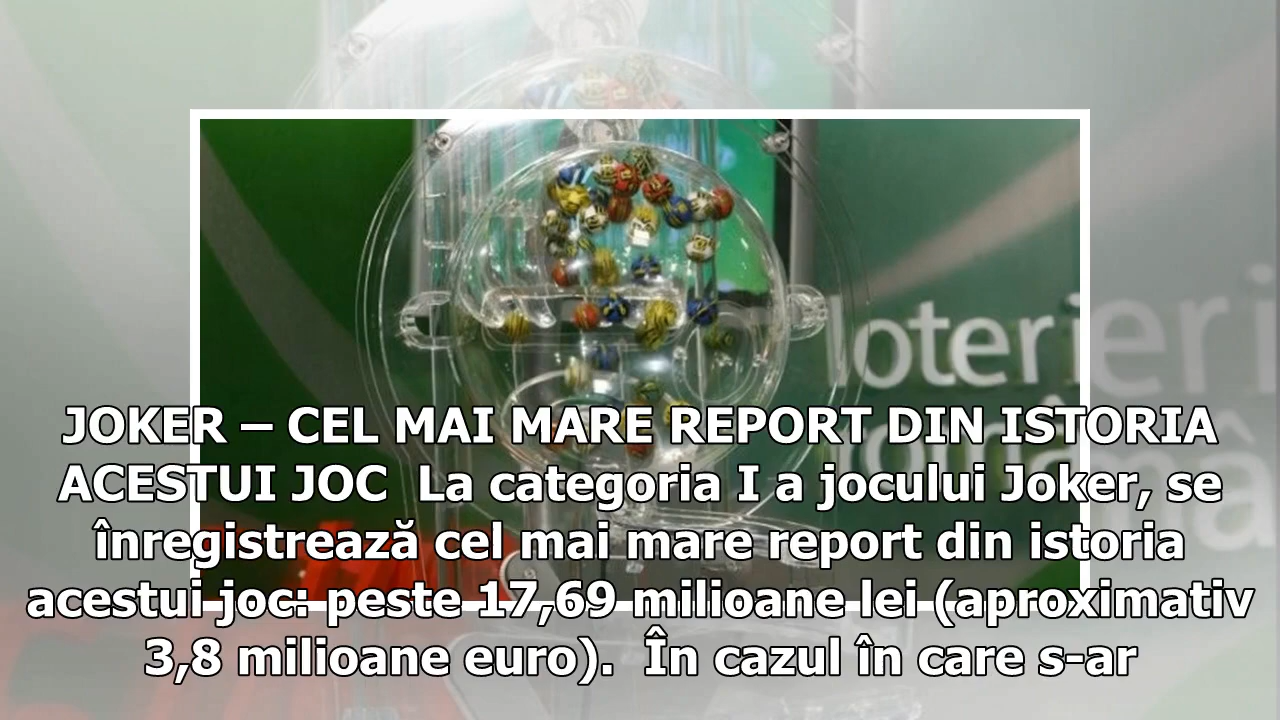 loterieri
JOKER – CEL MAI MARE REPORT DIN ISTORIA
ACESTUI JOC  La categoria I a jocului Joker, se
înregistrează cel mai mare report din istoria
acestui joc: peste 17,69 milioane lei (aproximativ
3,8 milioane euro).  În cazul în care s-ar